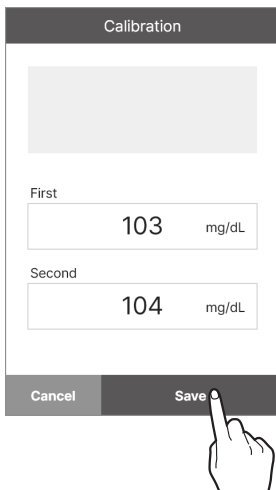 Calibration
First
103 mg/dL
Second
104 mg/dL
Cancel Save